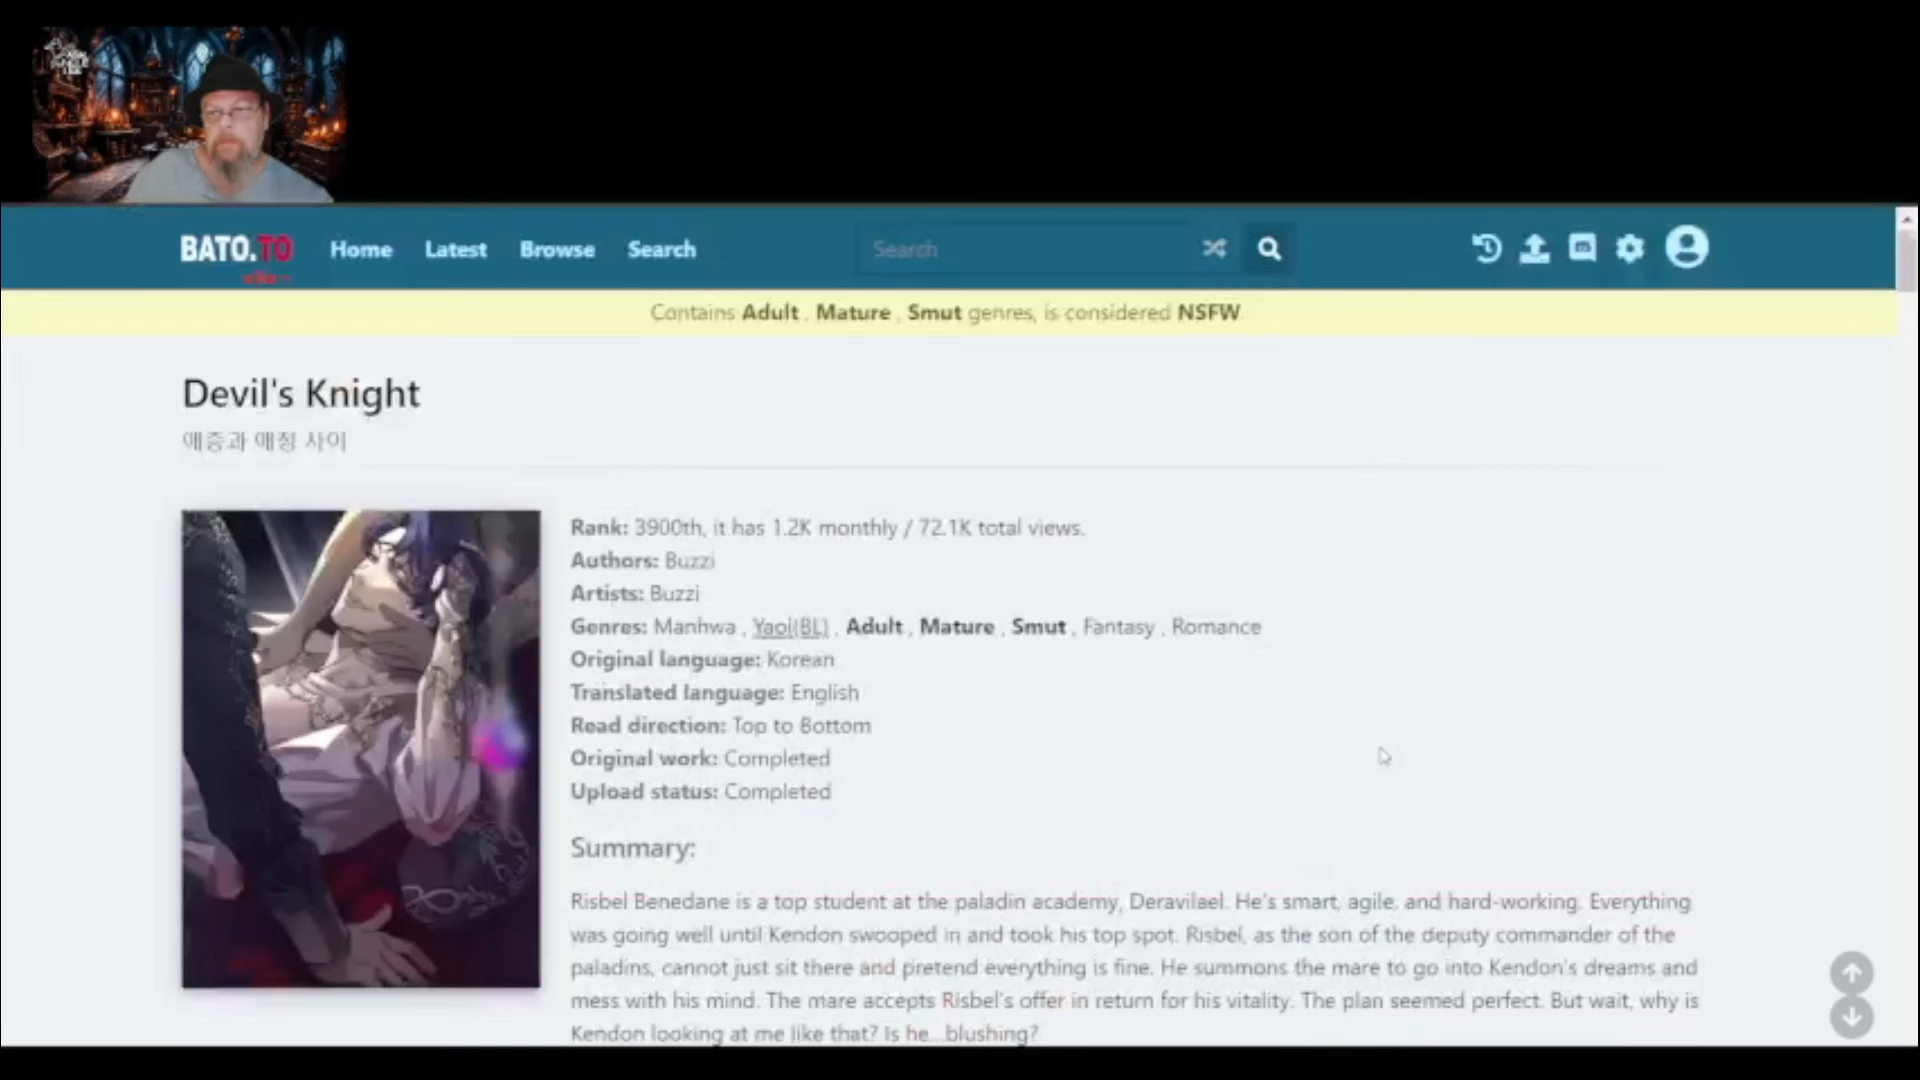 BATO.TO
Home
Latest
Browse
Search
Search
Contains Adult , Mature , Smut genres, is considered NSFW
Devil's Knight
애증과 애정 사이
Rank: 3900th, it has 1.2K monthly / 72.1K total views.
Authors: Buzzi
Artists: Buzzi
Genres: Manhwa , Yaoi(BL) , Adult , Mature , Smut , Fantasy , Romance
Original language: Korean
Translated language: English
Read direction: Top to Bottom
Original work: Completed
Upload status: Completed
Summary:
Risbel Benedane is a top student at the paladin academy, Deravilael. He's smart, agile, and hard-working. Everything
was going well until Kendon swooped in and took his top spot. Risbel, as the son of the deputy commander of the
paladins, cannot just sit there and pretend everything is fine. He summons the mare to go into Kendon's dreams and
mess with his mind. The mare accepts Risbel's offer in return for his vitality. The plan seemed perfect. But wait, why is
Kendon looking at me like that? Is he...blushing?